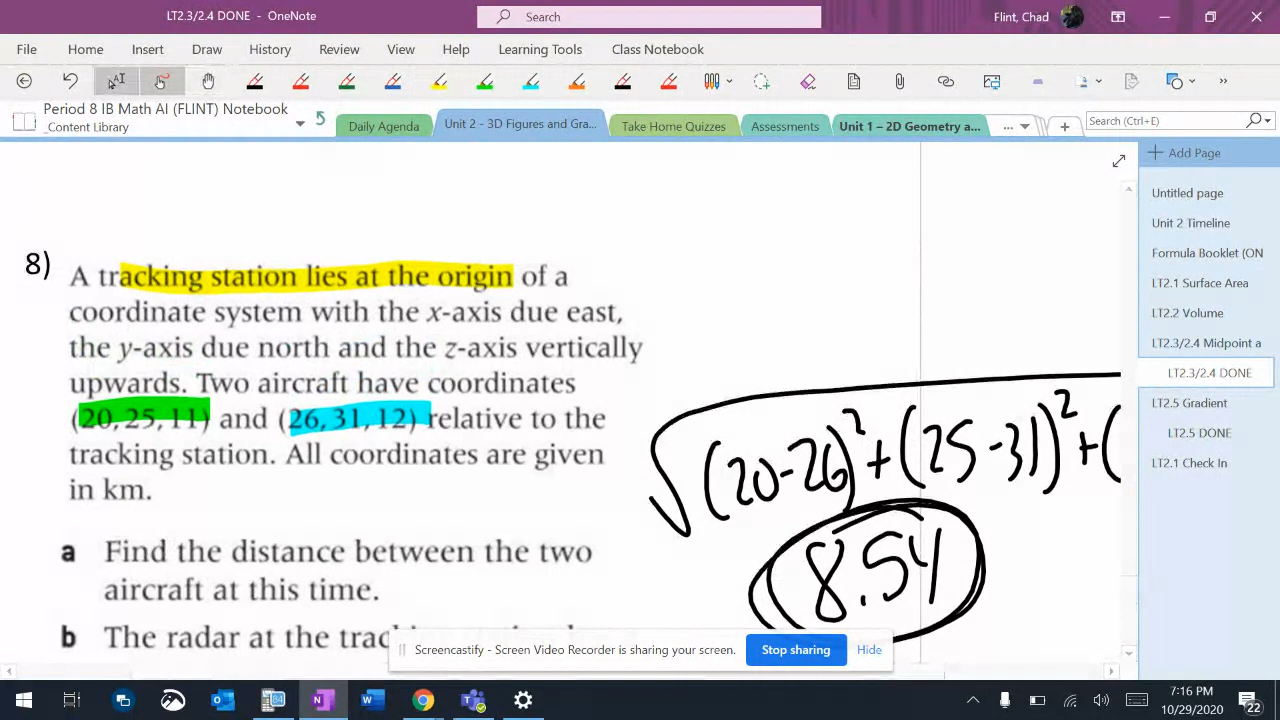 LT2.3/2.4 DONE - OneNote
Search
Flint, Chad
File Home Insert Draw History Review View Help Learning Tools Class Notebook
Period 8 IB Math AI (FLINT) Notebook
_Content Library
Daily Agenda
Unit 2 - 3D Figures and Gra...
Take Home Quizzes
Assessments
Unit 1 – 2D Geometry a...
...
Search (Ctrl+E)
Add Page
Untitled page
Unit 2 Timeline
Formula Booklet (ON
LT2.1 Surface Area
LT2.2 Volume
LT2.3/2.4 Midpoint a
LT2.3/2.4 DONE
LT2.5 Gradient
LT2.5 DONE
LT2.1 Check In
8)
A tracking station lies at the origin of a
coordinate system with the x-axis due east,
the y-axis due north and the z-axis vertically
upwards. Two aircraft have coordinates
(20, 25, 11) and (26, 31, 12) relative to the
tracking station. All coordinates are given
in km.
a Find the distance between the two
aircraft at this time.
b The radar at the trac
√(20-26)²+(25-31)²+(
8.54
Screencastify - Screen Video Recorder is sharing your screen.
Stop sharing
Hide
7:16 PM
10/29/2020
22